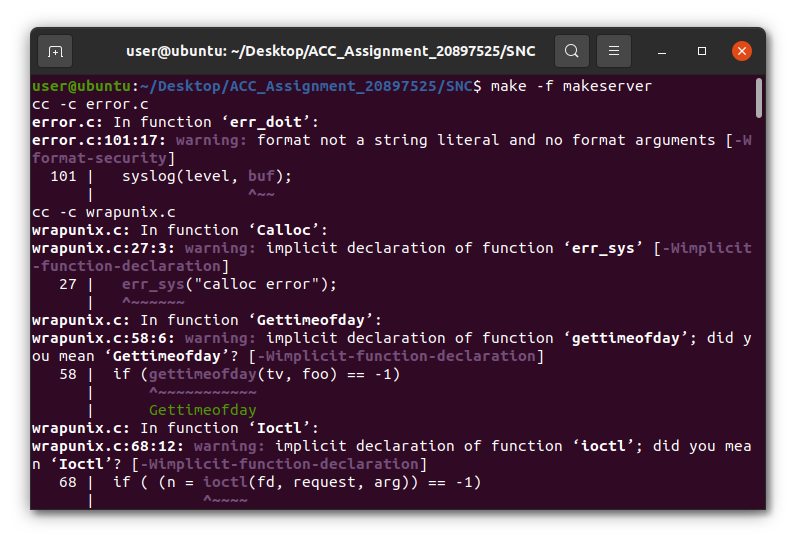 user@ubuntu: ~/Desktop/ACC_Assignment_20897525/SNC
user@ubuntu:~/Desktop/ACC_Assignment_20897525/SNC$ make -f makeserver
cc -c error.c
error.c: In function ‘err_doit’:
error.c:101:17: warning: format not a string literal and no format arguments [-W
format-security]
  101 |   syslog(level, buf);
      |                 ^~~
cc -c wrapunix.c
wrapunix.c: In function ‘Calloc’:
wrapunix.c:27:3: warning: implicit declaration of function ‘err_sys’ [-Wimplicit
-function-declaration]
   27 |   err_sys("calloc error");
      |   ^~~~~~~
wrapunix.c: In function ‘Gettimeofday’:
wrapunix.c:58:6: warning: implicit declaration of function ‘gettimeofday’; did y
ou mean ‘Gettimeofday’? [-Wimplicit-function-declaration]
   58 |  if (gettimeofday(tv, foo) == -1)
      |      ^~~~~~~~~~~~
      |      Gettimeofday
wrapunix.c: In function ‘Ioctl’:
wrapunix.c:68:12: warning: implicit declaration of function ‘ioctl’; did you mea
n ‘Ioctl’? [-Wimplicit-function-declaration]
   68 |  if ( (n = ioctl(fd, request, arg)) == -1)
      |            ^~~~~